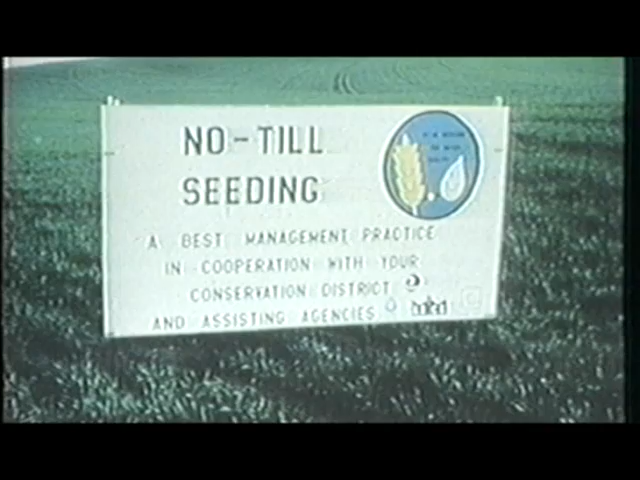 NO-TILL
SEEDING
A BEST MANAGEMENT PRACTICE
IN COOPERATION WITH YOUR
CONSERVATION DISTRICT
AND ASSISTING AGENCIES